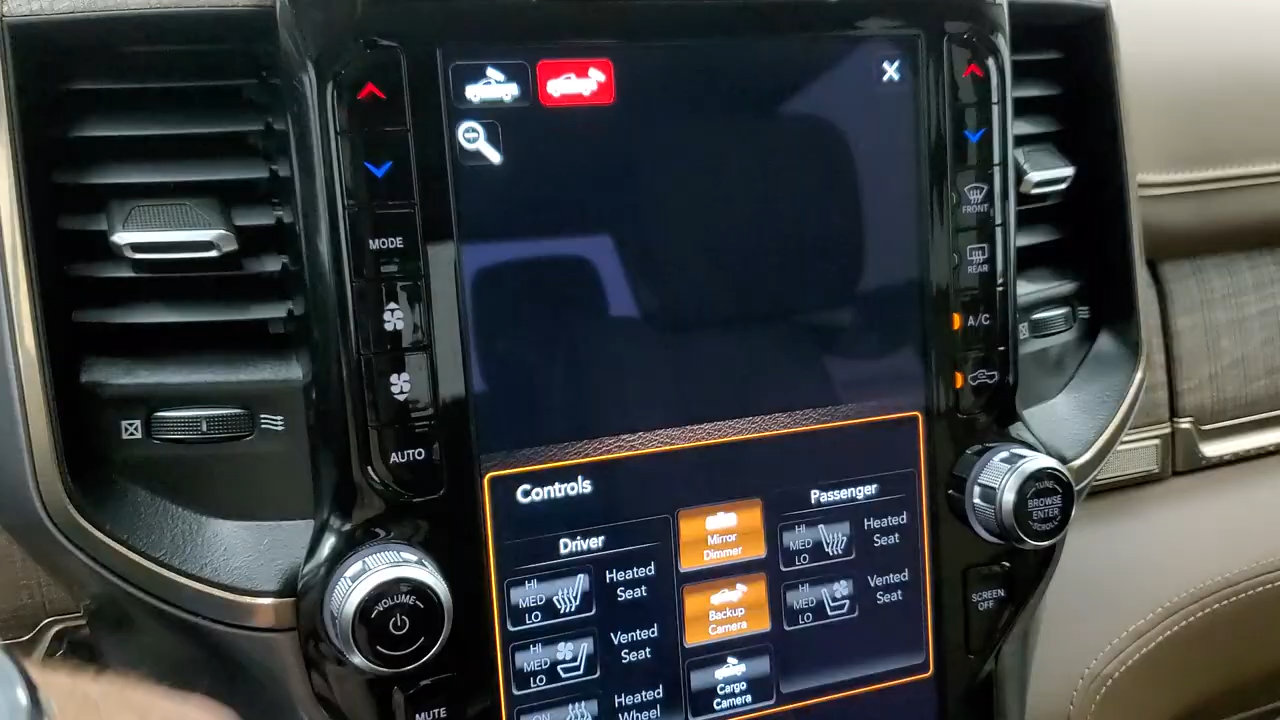 MODE
AUTO
VOLUME
MUTE
FRONT
REAR
A/C
TUNE
BROWSE
ENTER
SCROLL
SCREEN
OFF
Controls
Driver
HI
MED
LO
Heated
Seat
HI
MED
LO
Vented
Seat
ON
Heated
Wheel
Mirror
Dimmer
Backup
Camera
Cargo
Camera
Passenger
HI
MED
LO
Heated
Seat
HI
MED
LO
Vented
Seat